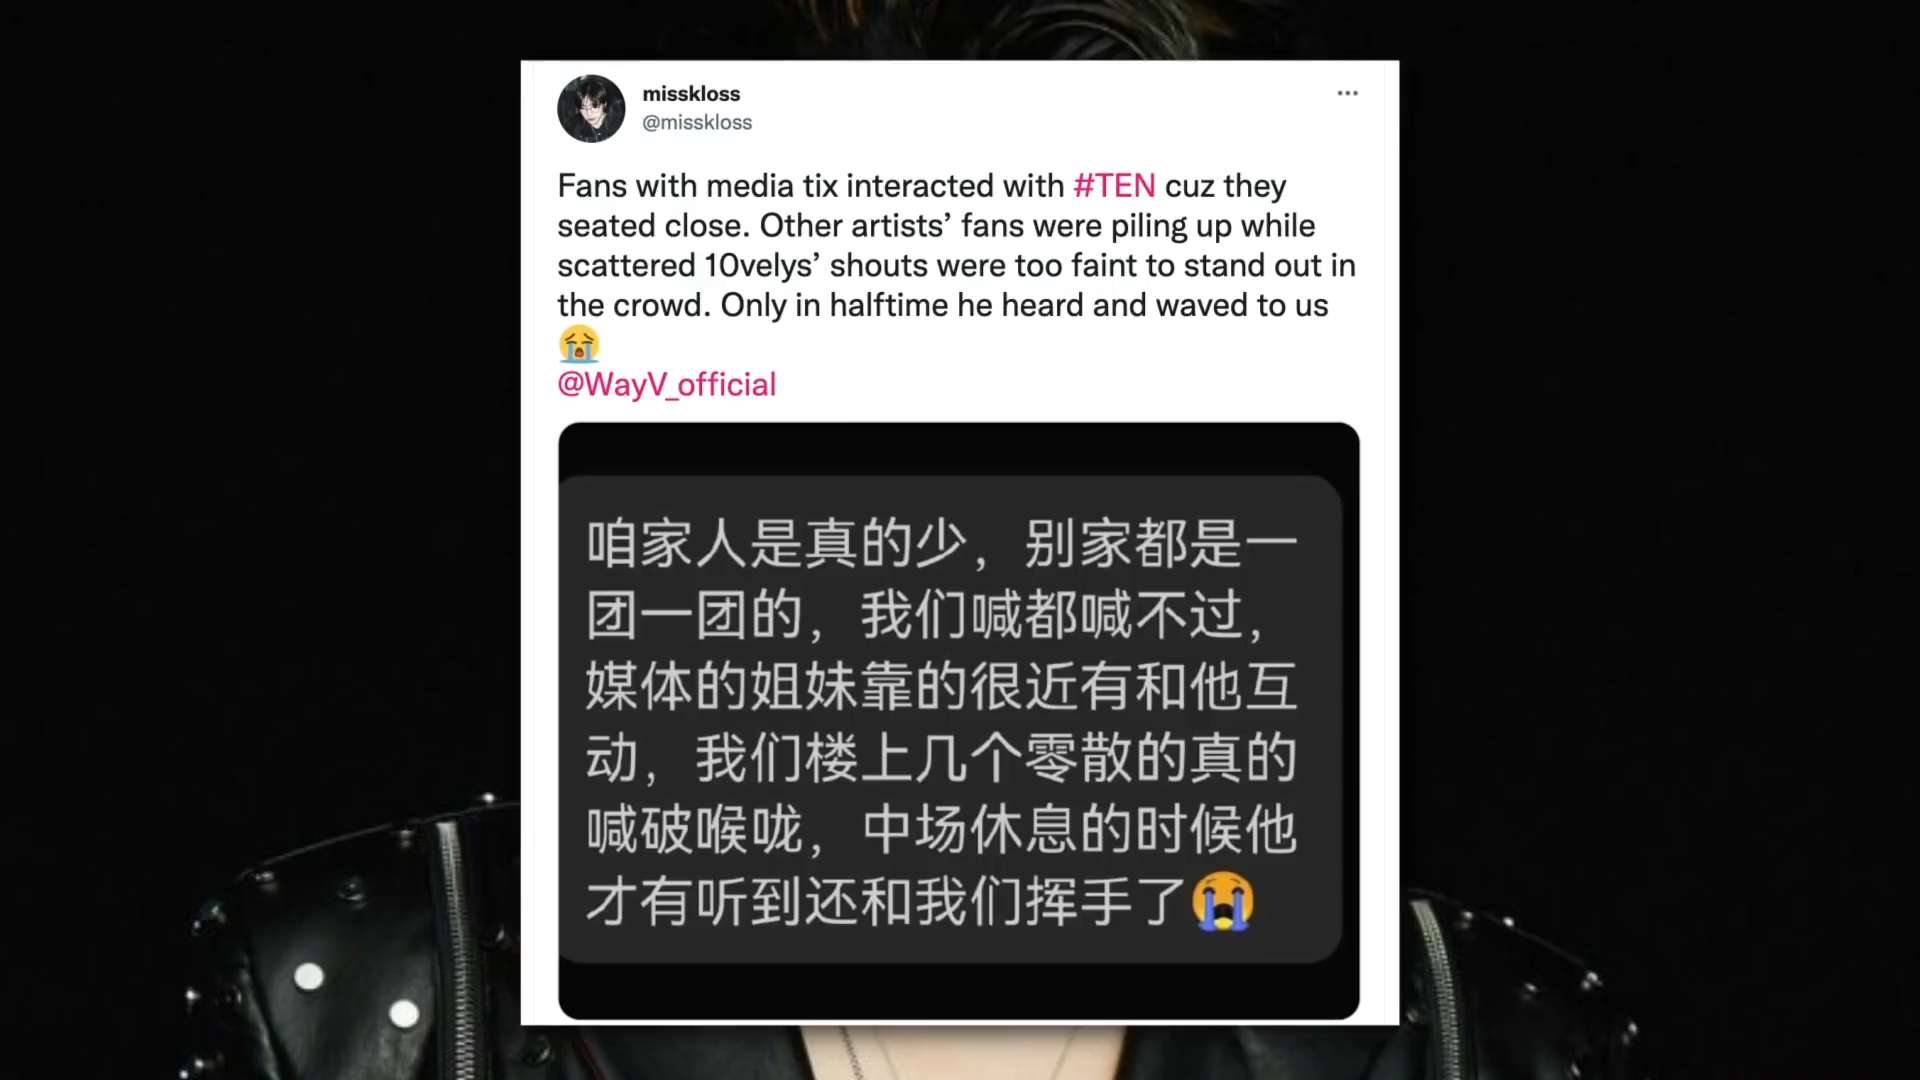 misskloss
@misskloss
Fans with media tix interacted with #TEN cuz they
seated close. Other artists’ fans were piling up while
scattered 10velys’ shouts were too faint to stand out in
the crowd. Only in halftime he heard and waved to us
😭
@WayV_official
咱家人是真的少，别家都是一
团一团的，我们喊都喊不过，
媒体的姐妹靠的很近有和他互
动，我们楼上几个零散的真的
喊破喉咙，中场休息的时候他
才有听到还和我们挥手了😭